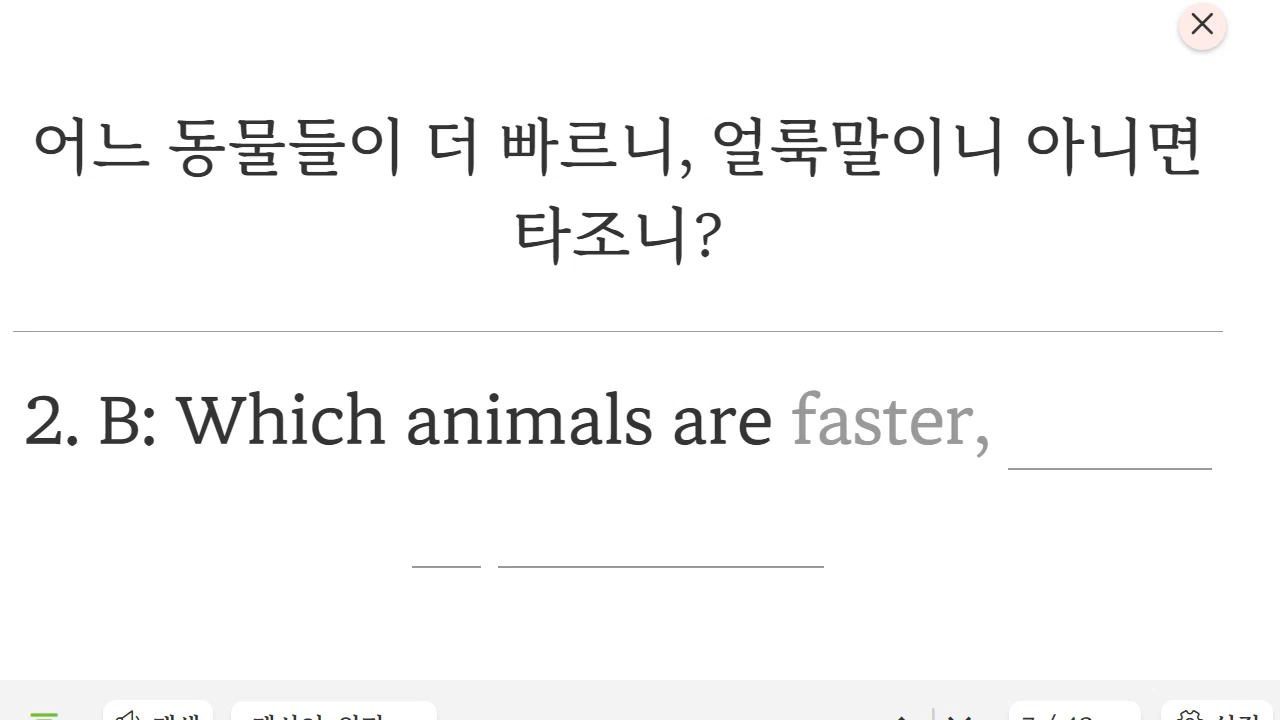 어느 동물들이 더 빠르니, 얼룩말이니 아니면
타조니?
2. B: Which animals are faster,